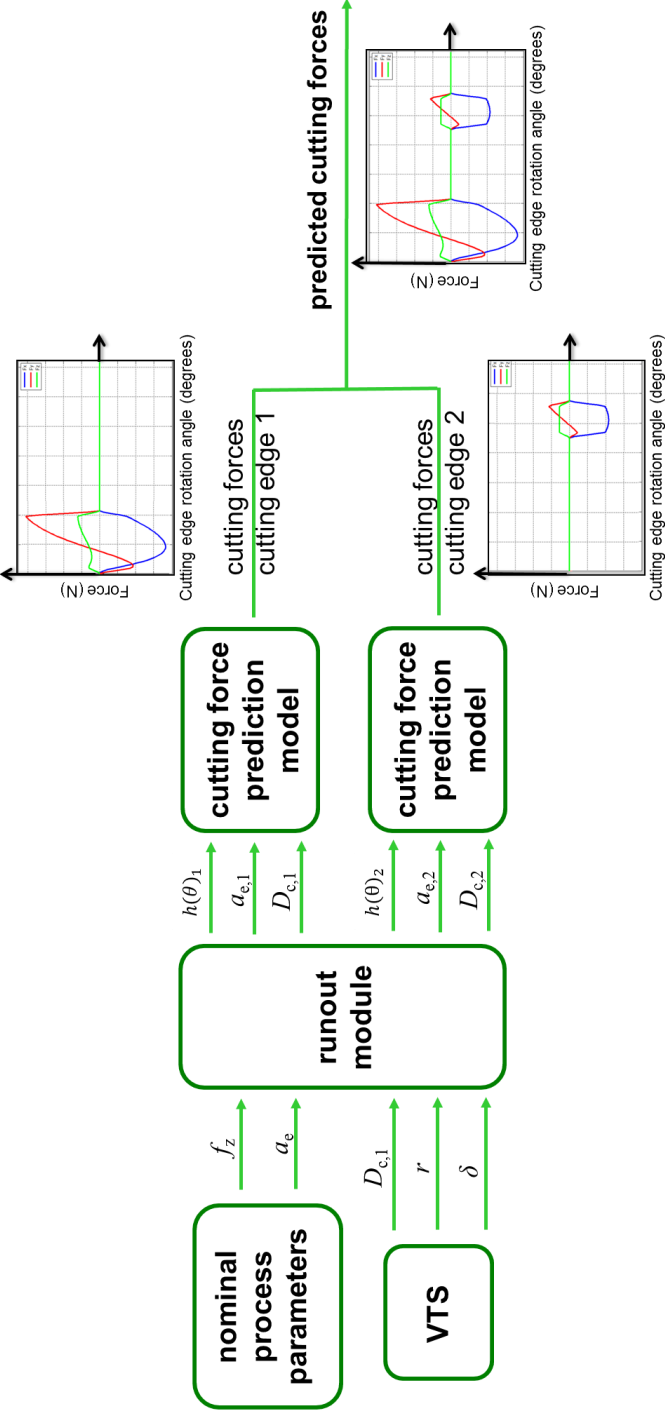 nominal
process
parameters
VTS
f_z
a_e
D_c,1
r
δ
runout
module
h(θ)_1
a_e,1
D_c,1
h(θ)_2
a_e,2
D_c,2
cutting force
prediction
model
cutting force
prediction
model
Force (N)
Cutting edge rotation angle (degrees)
cutting forces
cutting edge 1
cutting forces
cutting edge 2
Force (N)
Cutting edge rotation angle (degrees)
predicted cutting forces
Force (N)
Cutting edge rotation angle (degrees)